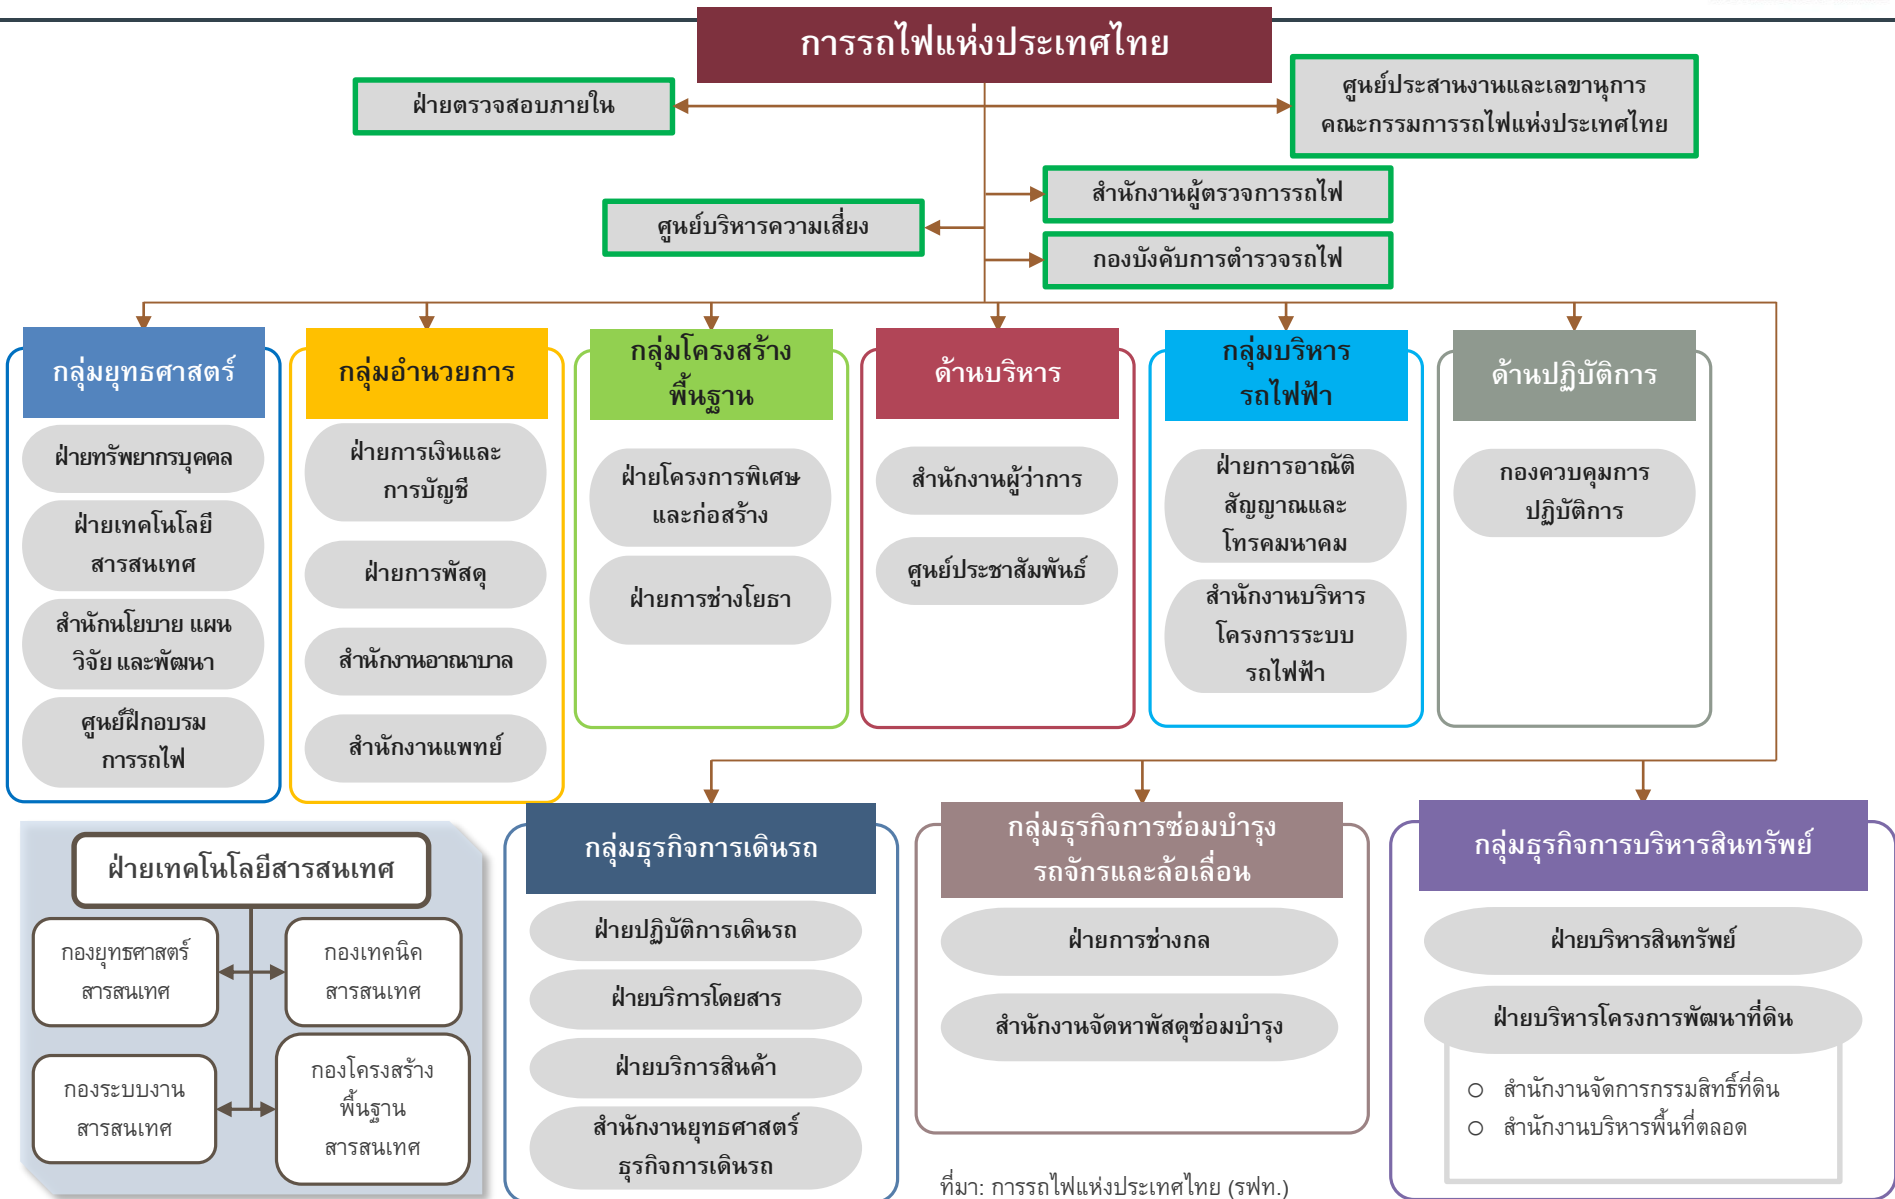 การรถไฟแห่งประเทศไทย
ฝ่ายตรวจสอบภายใน
ศูนย์ประสานงานและเลขานุการ
คณะกรรมการรถไฟแห่งประเทศไทย
สำนักงานผู้ตรวจการรถไฟ
ศูนย์บริหารความเสี่ยง
กองบังคับการตำรวจรถไฟ
กลุ่มยุทธศาสตร์
ฝ่ายทรัพยากรบุคคล
ฝ่ายเทคโนโลยี
สารสนเทศ
สำนักนโยบาย แผน
วิจัย และพัฒนา
ศูนย์ฝึกอบรม
การรถไฟ
กลุ่มอำนวยการ
ฝ่ายการเงินและ
การบัญชี
ฝ่ายการพัสดุ
สำนักงานอาณาบาล
สำนักงานแพทย์
กลุ่มโครงสร้าง
พื้นฐาน
ฝ่ายโครงการพิเศษ
และก่อสร้าง
ฝ่ายการช่างโยธา
ด้านบริหาร
สำนักงานผู้ว่าการ
ศูนย์ประชาสัมพันธ์
กลุ่มบริหาร
รถไฟฟ้า
ฝ่ายการอาณัติ
สัญญาณและ
โทรคมนาคม
สำนักงานบริหาร
โครงการระบบ
รถไฟฟ้า
ด้านปฏิบัติการ
กองควบคุมการ
ปฏิบัติการ
ฝ่ายเทคโนโลยีสารสนเทศ
กองยุทธศาสตร์
สารสนเทศ
กองเทคนิค
สารสนเทศ
กองระบบงาน
สารสนเทศ
กองโครงสร้าง
พื้นฐาน
สารสนเทศ
กลุ่มธุรกิจการเดินรถ
ฝ่ายปฏิบัติการเดินรถ
ฝ่ายบริการโดยสาร
ฝ่ายบริการสินค้า
สำนักงานยุทธศาสตร์
ธุรกิจการเดินรถ
กลุ่มธุรกิจการซ่อมบำรุง
รถจักรและล้อเลื่อน
ฝ่ายการช่างกล
สำนักงานจัดหาพัสดุซ่อมบำรุง
กลุ่มธุรกิจการบริหารสินทรัพย์
ฝ่ายบริหารสินทรัพย์
ฝ่ายบริหารโครงการพัฒนาที่ดิน
○ สำนักงานจัดการกรรมสิทธิ์ที่ดิน
○ สำนักงานบริหารพื้นที่ตลอด
ที่มา: การรถไฟแห่งประเทศไทย (รฟท.)